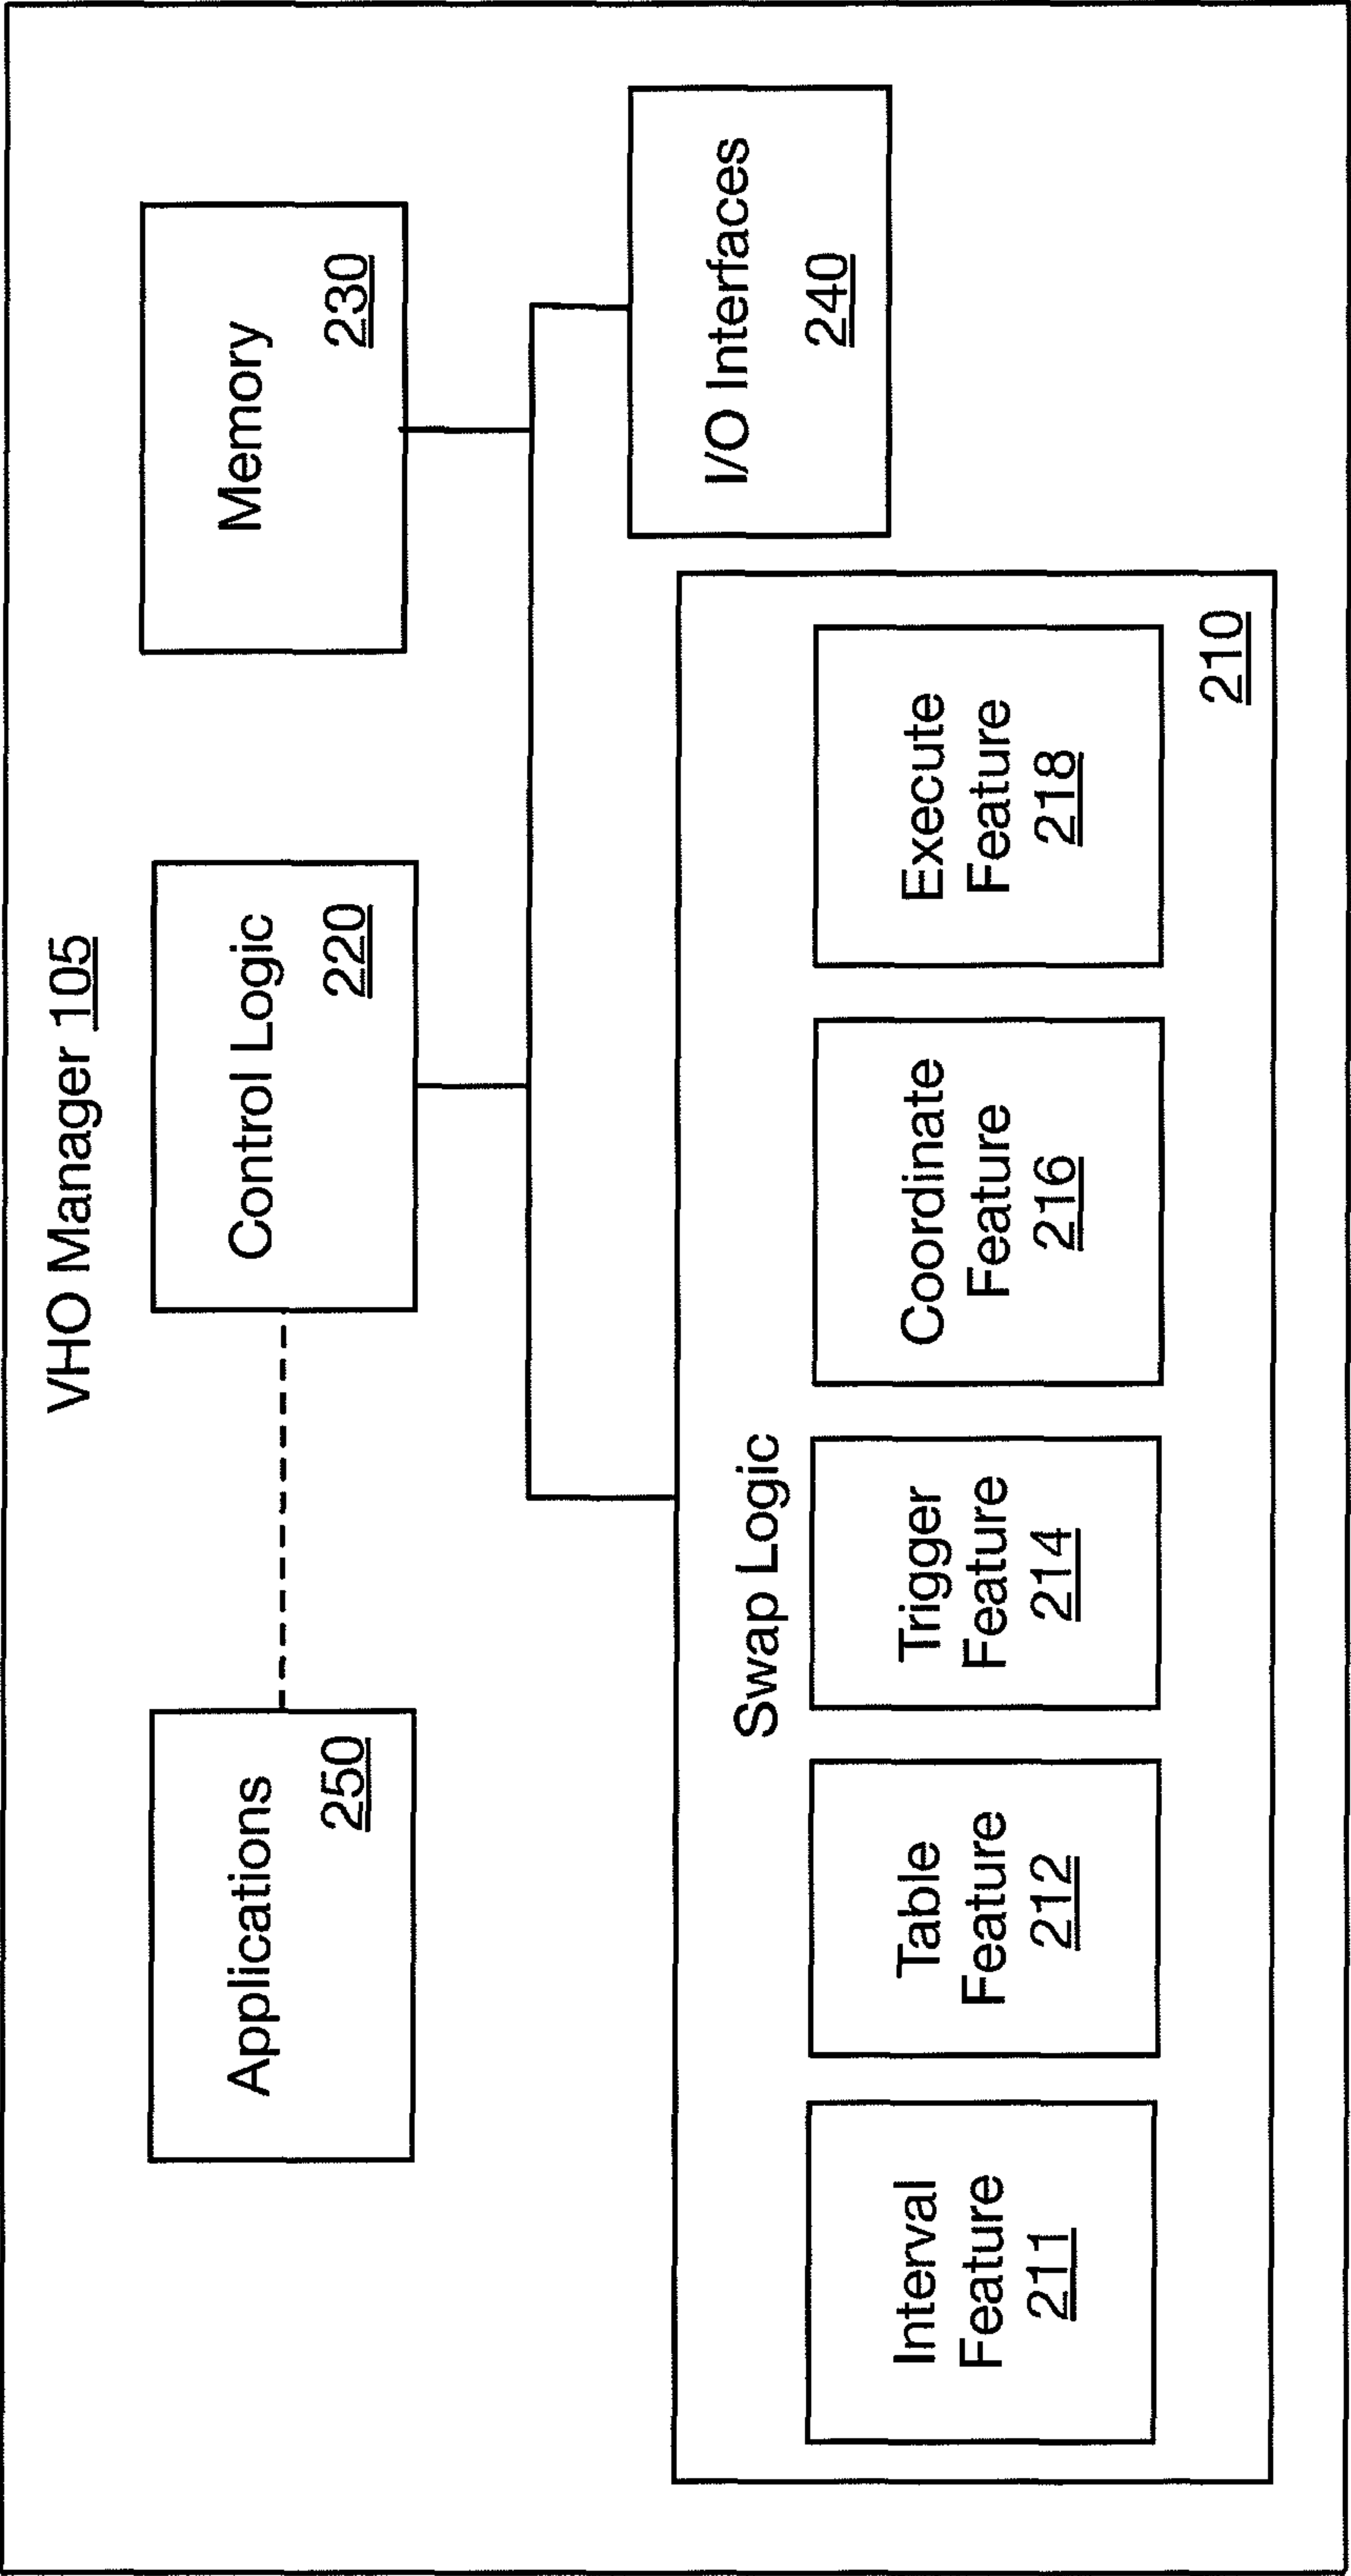 VHO Manager 105
Applications
250
Control Logic
220
Memory
230
Swap Logic
Interval
Feature
211
Table
Feature
212
Trigger
Feature
214
Coordinate
Feature
216
Execute
Feature
218
210
I/O Interfaces
240